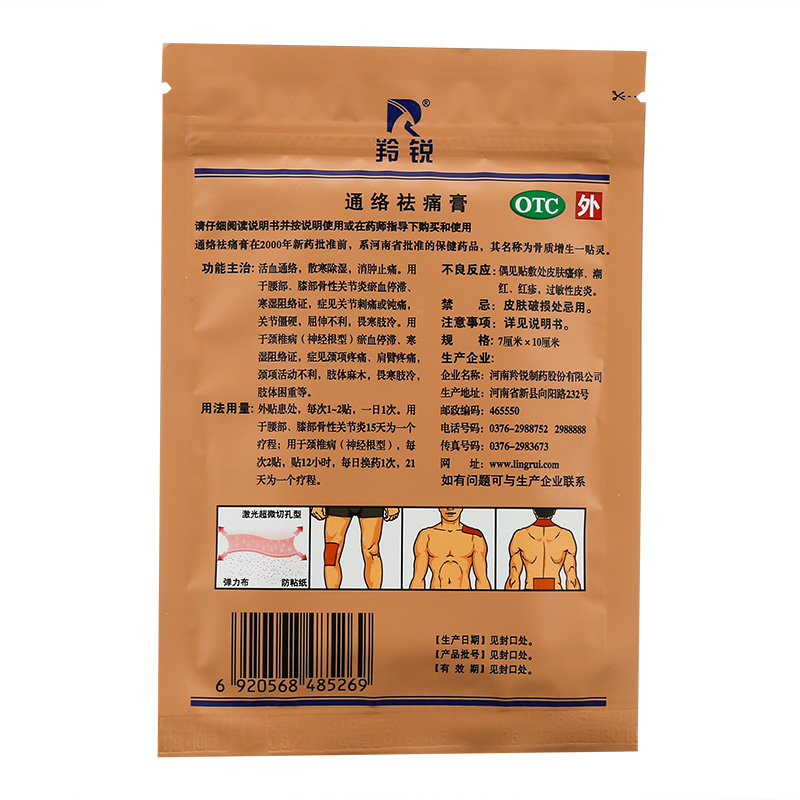 R
羚锐
通络祛痛膏
OTC 外
请仔细阅读说明书并按说明使用或在药师指导下购买和使用
通络祛痛膏在2000年新药批准前，系河南省批准的保健药品，其名称为骨质增生一贴灵。
功能主治：活血通络，散寒除湿，消肿止痛。用
于腰部、膝部骨性关节炎瘀血停滞、
寒湿阻络证，症见关节刺痛或钝痛，
关节僵硬，屈伸不利，畏寒肢冷。用
于颈椎病（神经根型）瘀血停滞、寒
湿阻络证，症见颈项疼痛、肩臂疼痛，
颈项活动不利，肢体麻木，畏寒肢冷，
肢体困重等。
用法用量：外贴患处，每次1~2贴，一日1次。用
于腰部、膝部骨性关节炎15天为一个
疗程；用于颈椎病（神经根型），每
次2贴，贴12小时，每日换药1次，21
天为一个疗程。
不良反应：偶见贴敷处皮肤瘙痒、潮
红、红疹，过敏性皮炎。
禁 忌：皮肤破损处忌用。
注意事项：详见说明书。
规 格：7厘米×10厘米
生产企业：
企业名称：河南羚锐制药股份有限公司
生产地址：河南省新县向阳路232号
邮政编码：465550
电话号码：0376-2988752 2988888
传真号码：0376-2983673
网 址：www.lingrui.com
如有问题可与生产企业联系
激光超微切孔型
弹力布 防粘纸
6 920568 485269
【生产日期】见封口处。
【产品批号】见封口处。
【有 效 期】见封口处。